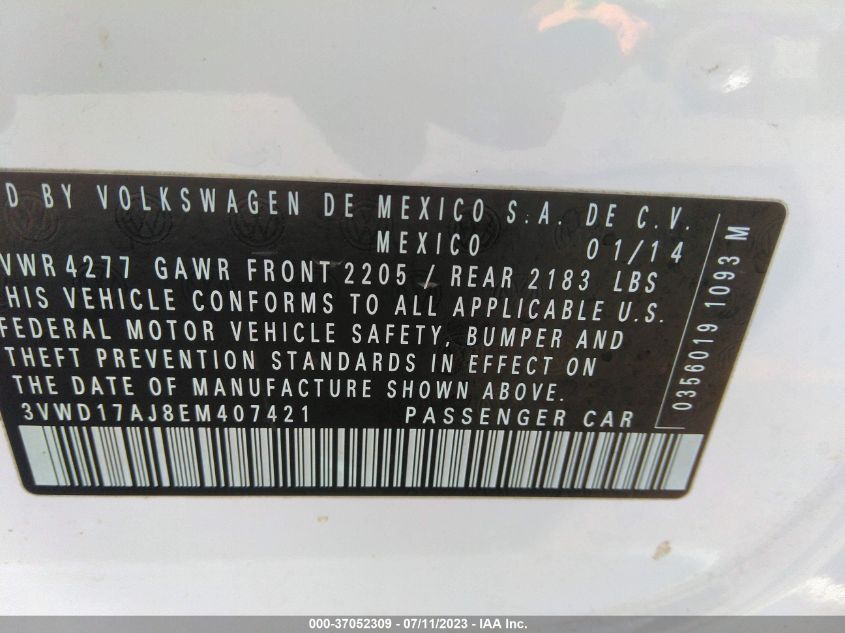 D BY VOLKSWAGEN DE MEXICO S.A. DE C.V.
MEXICO 01/14
VWR 4277 GAWR FRONT 2205 / REAR 2183 LBS
HIS VEHICLE CONFORMS TO ALL APPLICABLE U.S.
FEDERAL MOTOR VEHICLE SAFETY, BUMPER AND
THEFT PREVENTION STANDARDS IN EFFECT ON
THE DATE OF MANUFACTURE SHOWN ABOVE.
3VWD17AJ8EM407421 PASSENGER CAR
0356019 1093 M
000-37052309 - 07/11/2023 - IAA Inc.